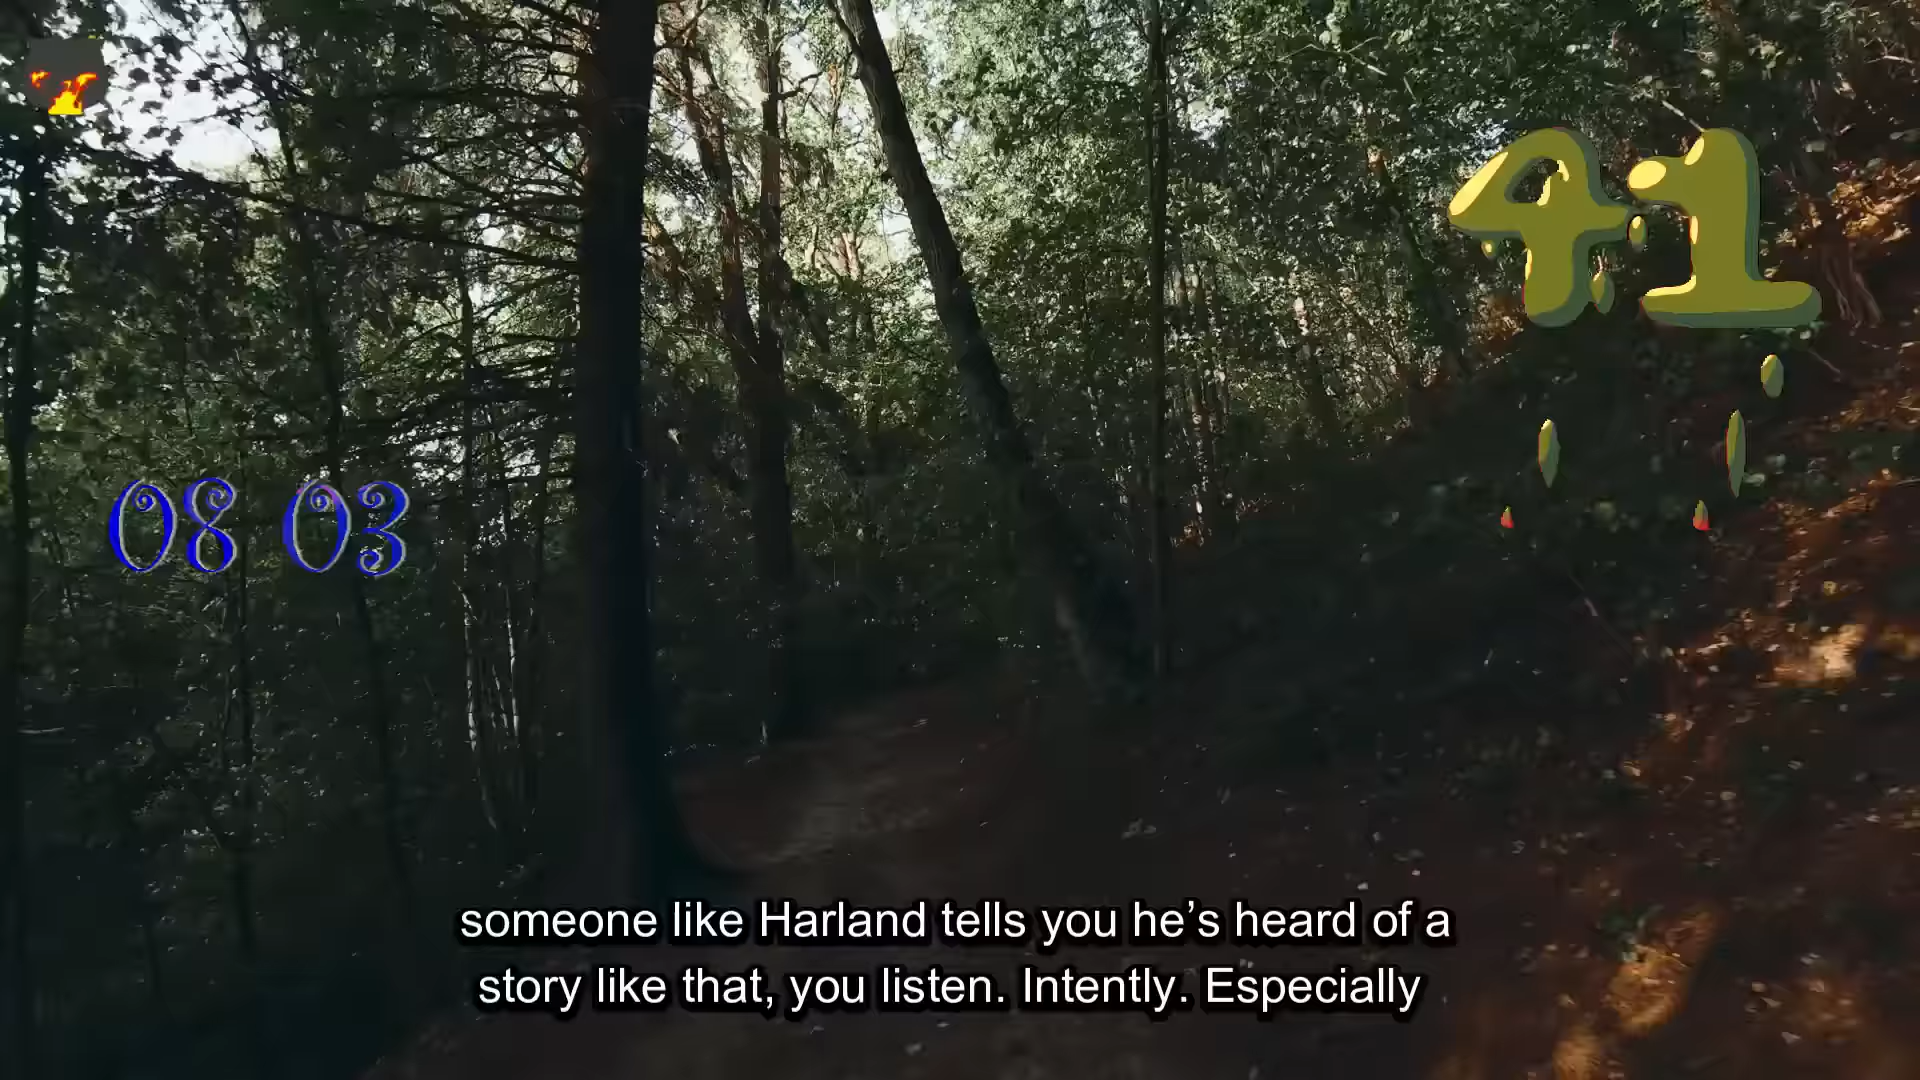 41
08 03
someone like Harland tells you he’s heard of a
story like that, you listen. Intently. Especially